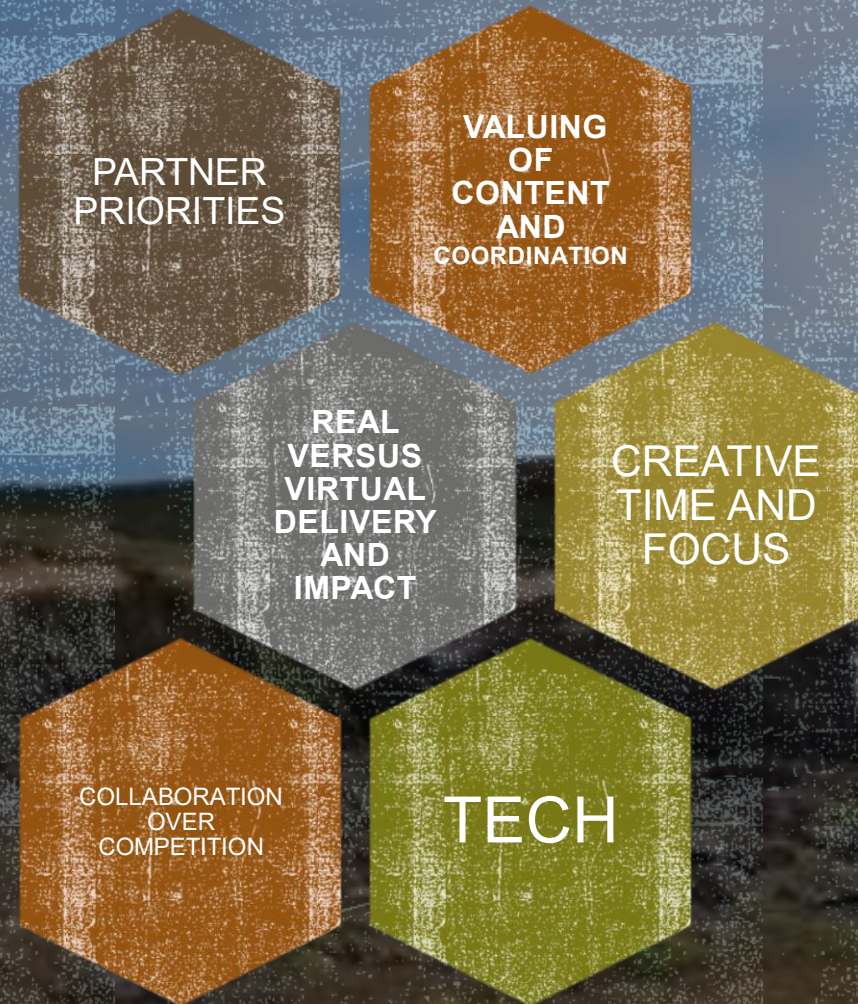 PARTNER
PRIORITIES
VALUING
OF
CONTENT
AND
COORDINATION
REAL
VERSUS
VIRTUAL
DELIVERY
AND
IMPACT
CREATIVE
TIME AND
FOCUS
COLLABORATION
OVER
COMPETITION
TECH